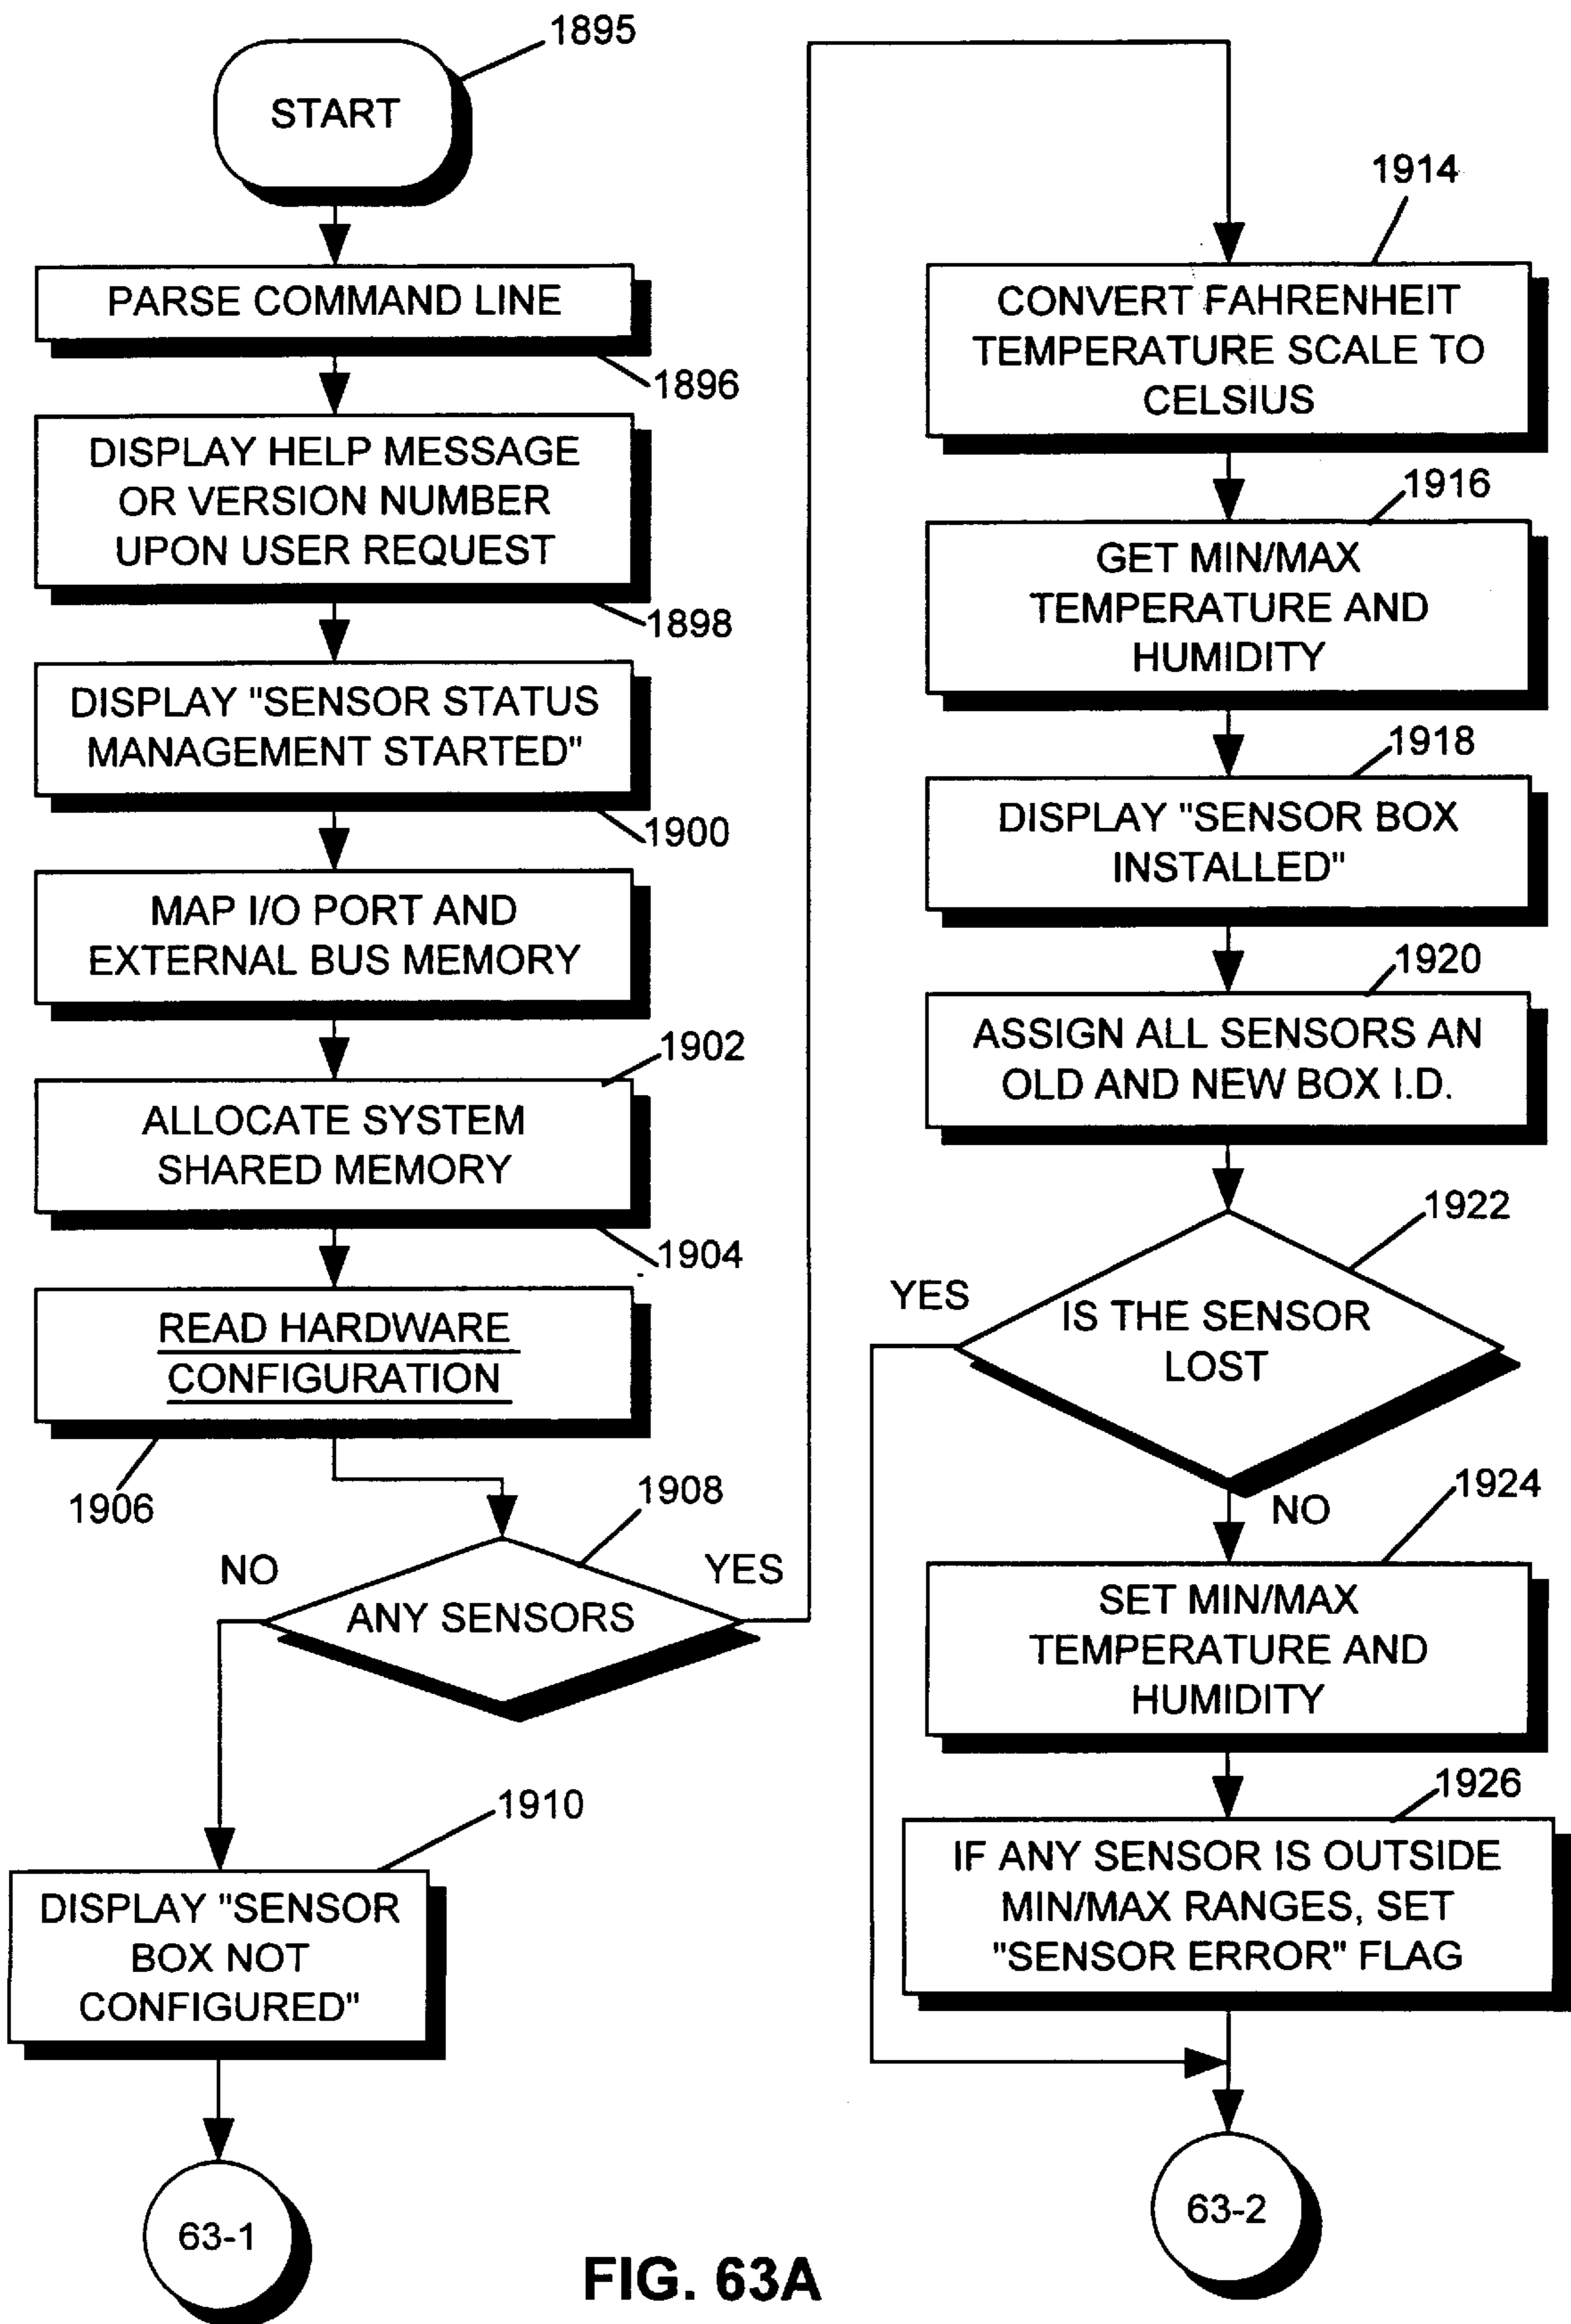 1895
START
PARSE COMMAND LINE
1896
DISPLAY HELP MESSAGE
OR VERSION NUMBER
UPON USER REQUEST
1898
DISPLAY "SENSOR STATUS
MANAGEMENT STARTED"
1900
MAP I/O PORT AND
EXTERNAL BUS MEMORY
1902
ALLOCATE SYSTEM
SHARED MEMORY
1904
READ HARDWARE
CONFIGURATION
1906
1908
NO
YES
ANY SENSORS
1910
DISPLAY "SENSOR
BOX NOT
CONFIGURED"
63-1
1914
CONVERT FAHRENHEIT
TEMPERATURE SCALE TO
CELSIUS
1916
GET MIN/MAX
TEMPERATURE AND
HUMIDITY
1918
DISPLAY "SENSOR BOX
INSTALLED"
1920
ASSIGN ALL SENSORS AN
OLD AND NEW BOX I.D.
1922
YES
IS THE SENSOR
LOST
NO
1924
SET MIN/MAX
TEMPERATURE AND
HUMIDITY
1926
IF ANY SENSOR IS OUTSIDE
MIN/MAX RANGES, SET
"SENSOR ERROR" FLAG
63-2
FIG. 63A